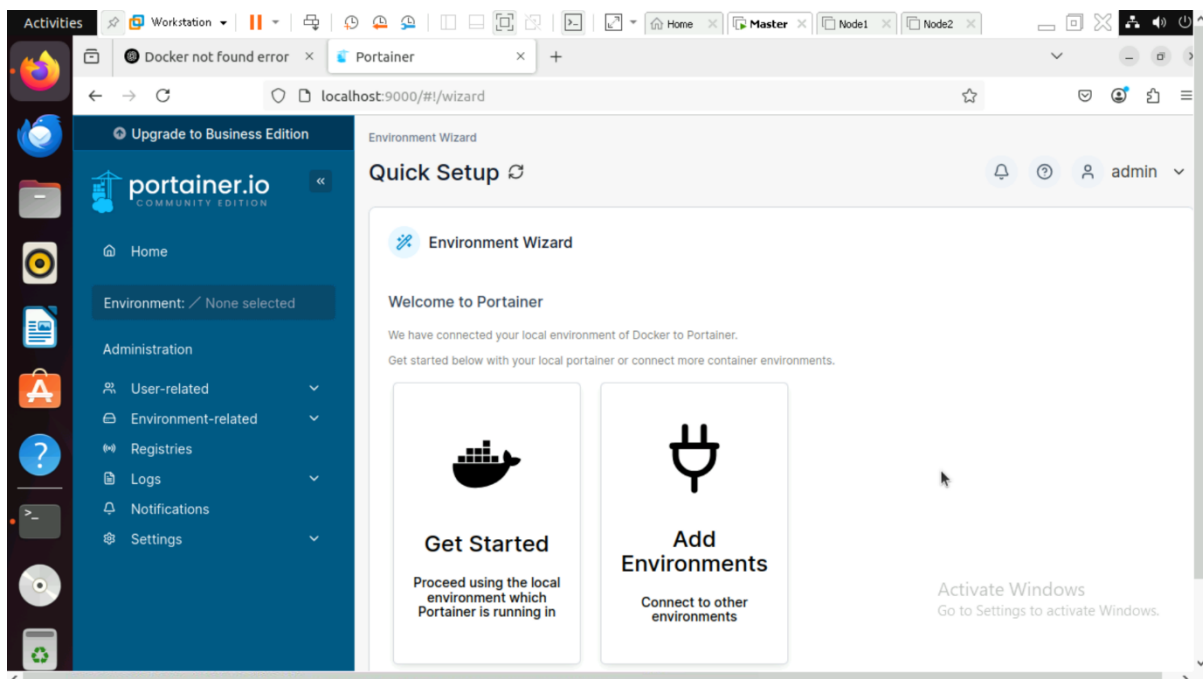 Activities
Workstation
Home
Master
Node1
Node2
Docker not found error
Portainer
localhost:9000/#!/wizard
Upgrade to Business Edition
portainer.io
COMMUNITY EDITION
Home
Environment: None selected
Administration
User-related
Environment-related
Registries
Logs
Notifications
Settings
Environment Wizard
Quick Setup
admin
Environment Wizard
Welcome to Portainer
We have connected your local environment of Docker to Portainer.
Get started below with your local portainer or connect more container environments.
Get Started
Proceed using the local
environment which
Portainer is running in
Add
Environments
Connect to other
environments
Activate Windows
Go to Settings to activate Windows.